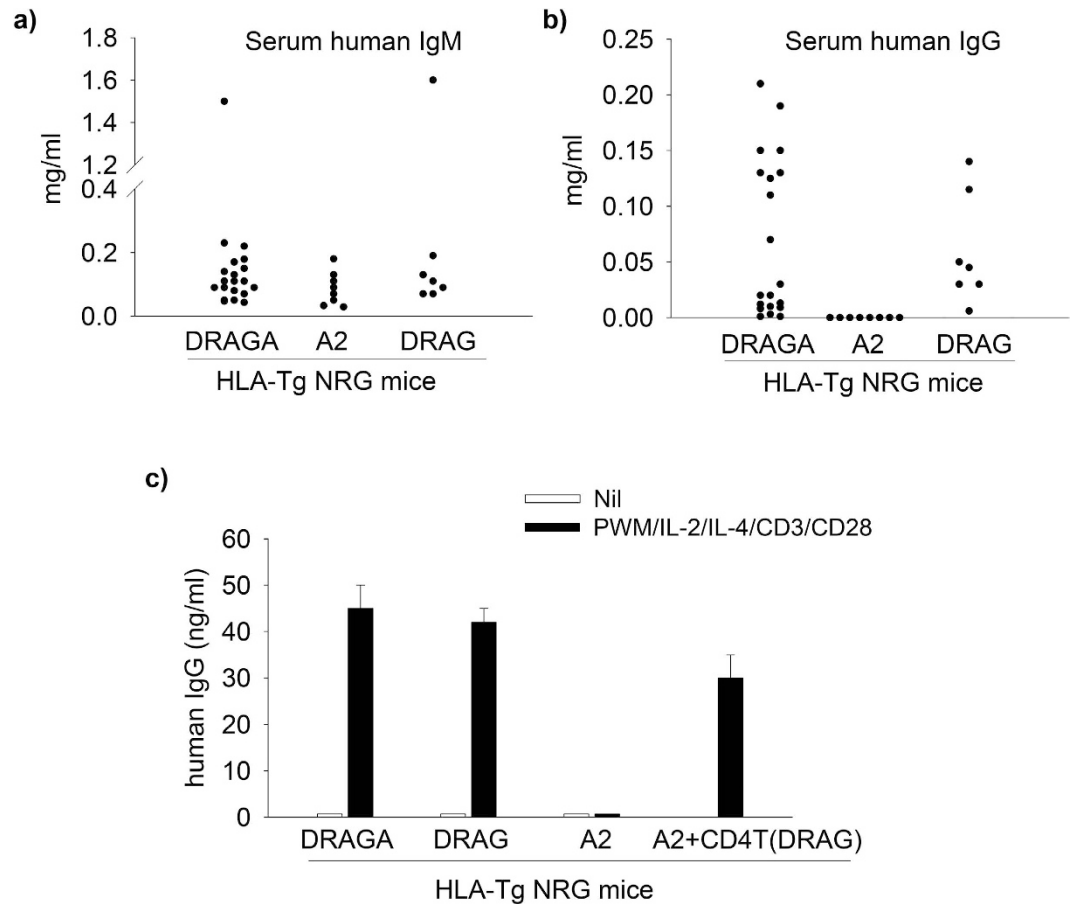 a)
Serum human IgM
mg/ml
1.8
1.6
1.4
1.2
0.4
0.2
0.0
DRAGA A2 DRAG
HLA-Tg NRG mice
b)
Serum human IgG
mg/ml
0.25
0.20
0.15
0.10
0.05
0.00
DRAGA A2 DRAG
HLA-Tg NRG mice
c)
Nil
PWM/IL-2/IL-4/CD3/CD28
human IgG (ng/ml)
60
50
40
30
20
10
0
DRAGA DRAG A2 A2+CD4T(DRAG)
HLA-Tg NRG mice